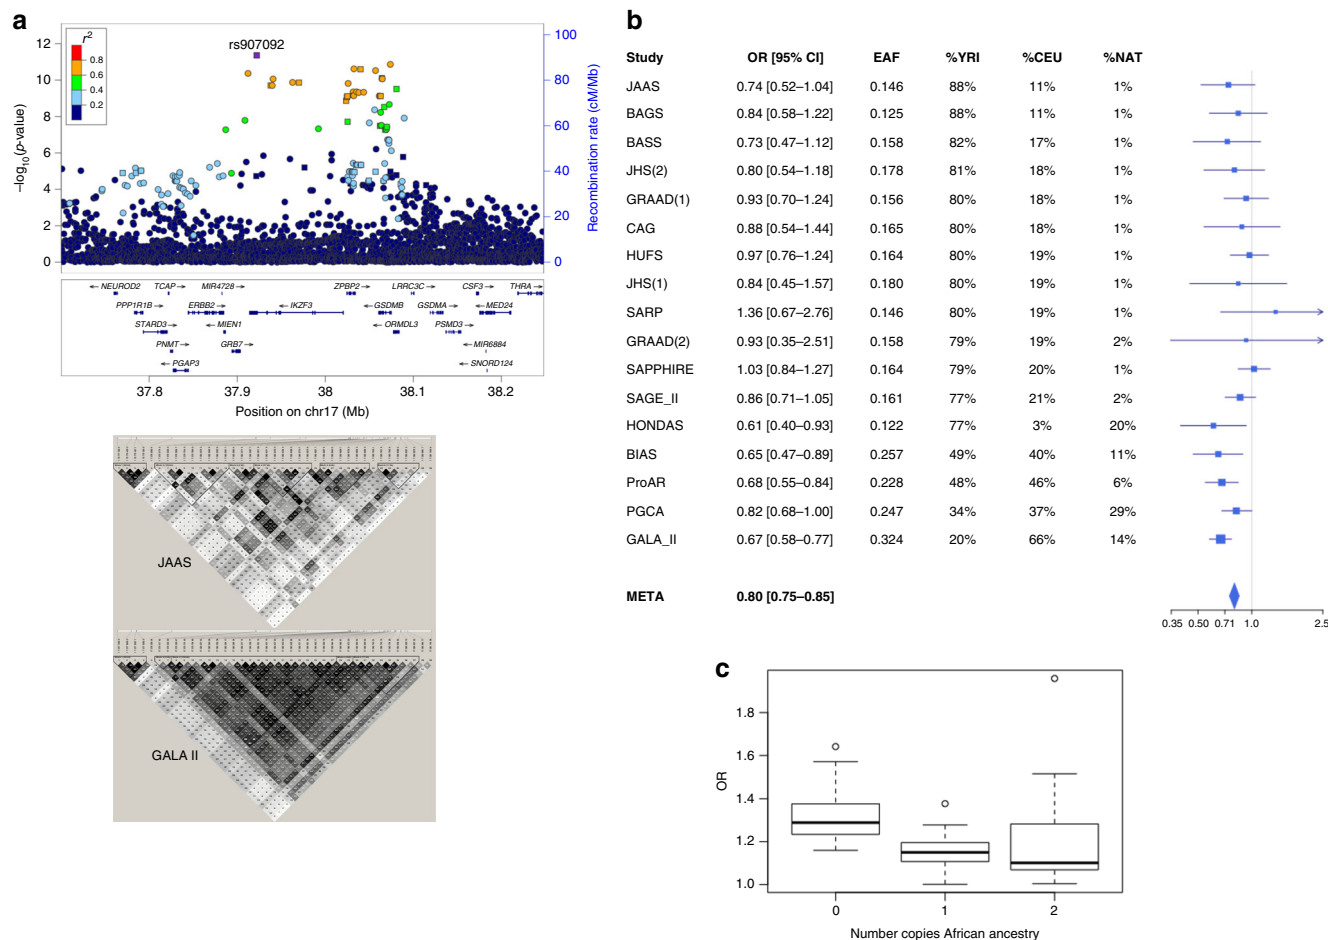 a
rs907092
r²
0.8
0.6
0.4
0.2
12
10
8
6
4
2
0
–log10(p-value)
100
80
60
40
20
0
Recombination rate (cM/Mb)
NEUROD2 TCAP MIR4728 ZPBP2 LRRC3C CSF3 THRA
PPP1R1B ERBB2 IKZF3 GSDMB GSDMA MED24
STARD3 MIEN1 ORMDL3 PSMD3
PNMT GRB7 MIR6884
PGAP3 SNORD124
37.8 37.9 38 38.1 38.2
Position on chr17 (Mb)
JAAS
GALA II
b
Study OR [95% CI] EAF %YRI %CEU %NAT
JAAS 0.74 [0.52–1.04] 0.146 88% 11% 1%
BAGS 0.84 [0.58–1.22] 0.125 88% 11% 1%
BASS 0.73 [0.47–1.12] 0.158 82% 17% 1%
JHS(2) 0.80 [0.54–1.18] 0.178 81% 18% 1%
GRAAD(1) 0.93 [0.70–1.24] 0.156 80% 18% 1%
CAG 0.88 [0.54–1.44] 0.165 80% 18% 1%
HUFS 0.97 [0.76–1.24] 0.164 80% 19% 1%
JHS(1) 0.84 [0.45–1.57] 0.180 80% 19% 1%
SARP 1.36 [0.67–2.76] 0.146 80% 19% 1%
GRAAD(2) 0.93 [0.35–2.51] 0.158 79% 19% 2%
SAPPHIRE 1.03 [0.84–1.27] 0.164 79% 20% 1%
SAGE_II 0.86 [0.71–1.05] 0.161 77% 21% 2%
HONDAS 0.61 [0.40–0.93] 0.122 77% 3% 20%
BIAS 0.65 [0.47–0.89] 0.257 49% 40% 11%
ProAR 0.68 [0.55–0.84] 0.228 48% 46% 6%
PGCA 0.82 [0.68–1.00] 0.247 34% 37% 29%
GALA_II 0.67 [0.58–0.77] 0.324 20% 66% 14%
META 0.80 [0.75–0.85]
0.35 0.50 0.71 1.0 2.5
c
1.8
1.6
1.4
1.2
1.0
OR
0 1 2
Number copies African ancestry